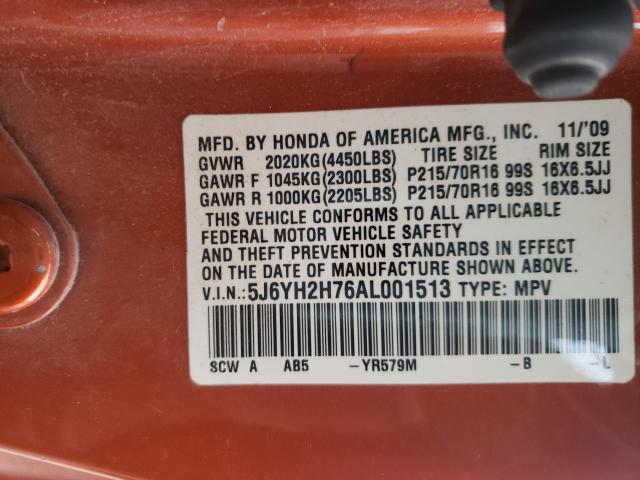 MFD. BY HONDA OF AMERICA MFG., INC. 11/'09
GVWR 2020KG(4450LBS) TIRE SIZE RIM SIZE
GAWR F 1045KG(2300LBS) P215/70R16 99S 16X6.5JJ
GAWR R 1000KG(2205LBS) P215/70R16 99S 16X6.5JJ
THIS VEHICLE CONFORMS TO ALL APPLICABLE
FEDERAL MOTOR VEHICLE SAFETY
AND THEFT PREVENTION STANDARDS IN EFFECT
ON THE DATE OF MANUFACTURE SHOWN ABOVE.
V.I.N.:5J6YH2H76AL001513 TYPE: MPV
SCW A AB5 -YR579M -B -L